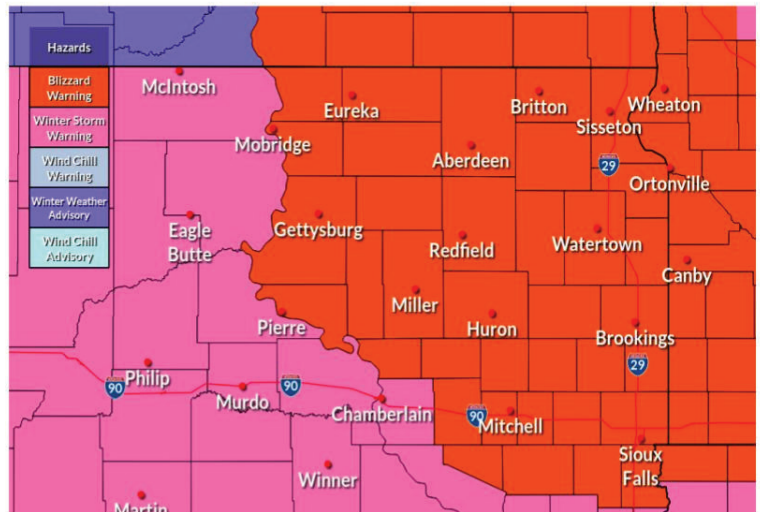 Hazards
Blizzard
Warning
Winter Storm
Warning
Wind Chill
Warning
Winter Weather
Advisory
Wind Chill
Advisory
McIntosh
Eureka
Britton
Wheaton
Sisseton
Mobridge
Aberdeen
29
Ortonville
Eagle
Butte
Gettysburg
Redfield
Watertown
Canby
Miller
Pierre
Huron
Brookings
29
Philip
90
90
Murdo
Chamberlain
90
Mitchell
Sioux
Falls
Winner
Martin